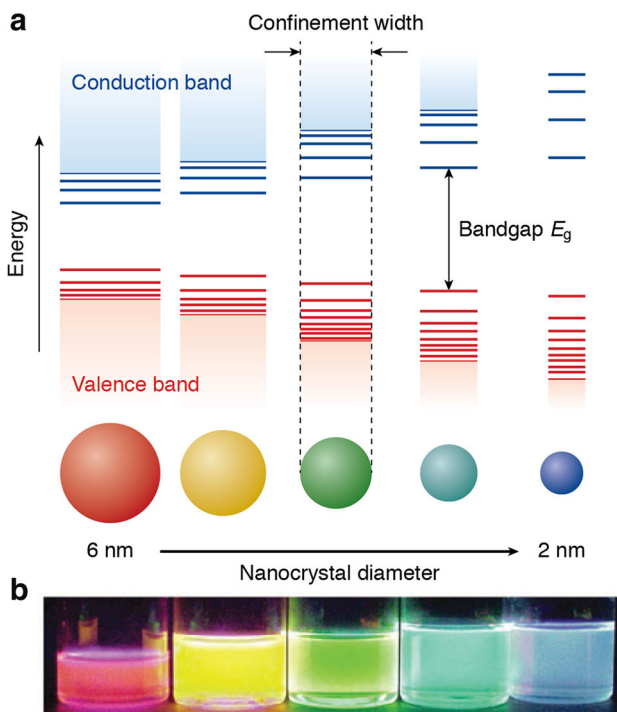 a
Confinement width
Conduction band
Energy
Bandgap Eg
Valence band
6 nm
2 nm
Nanocrystal diameter
b